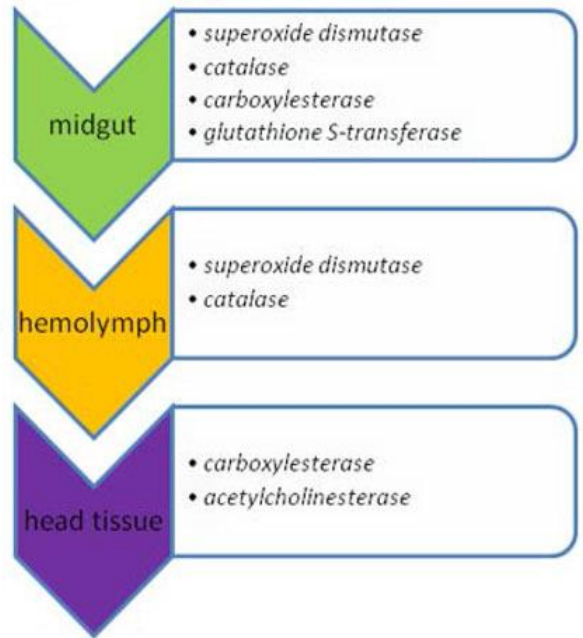 midgut
• superoxide dismutase
• catalase
• carboxylesterase
• glutathione S-transferase
hemolymph
• superoxide dismutase
• catalase
head tissue
• carboxylesterase
• acetylcholinesterase